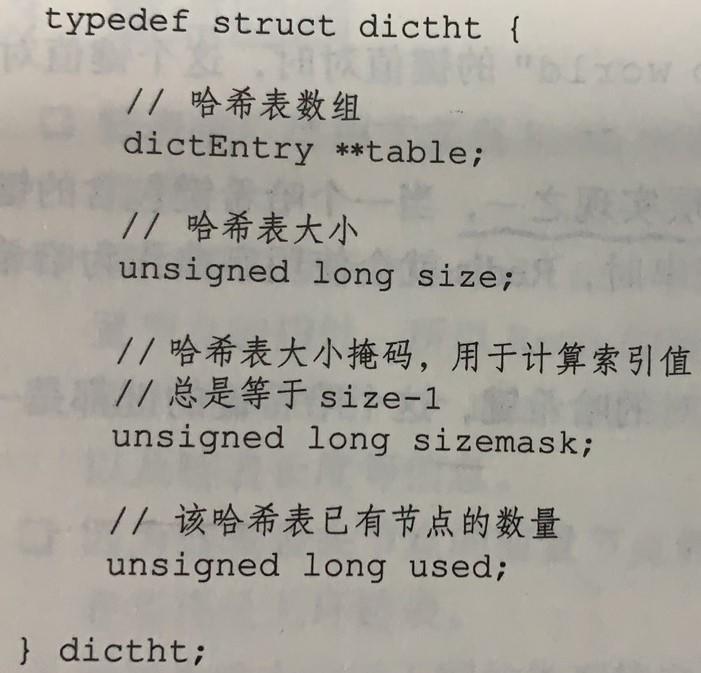 typedef struct dictht {
// 哈希表数组
dictEntry **table;
// 哈希表大小
unsigned long size;
// 哈希表大小掩码，用于计算索引值
// 总是等于 size-1
unsigned long sizemask;
// 该哈希表已有节点的数量
unsigned long used;
} dictht;